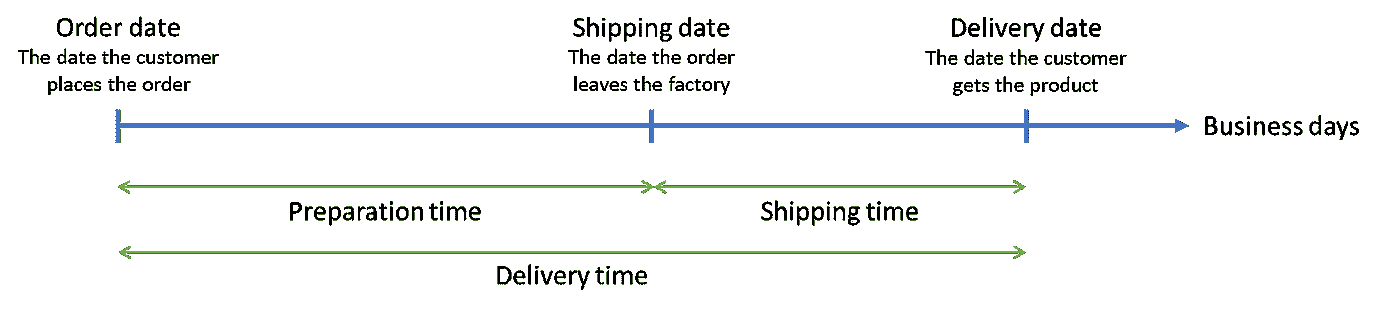 Order date
The date the customer
places the order
Shipping date
The date the order
leaves the factory
Delivery date
The date the customer
gets the product
Business days
Preparation time
Shipping time
Delivery time